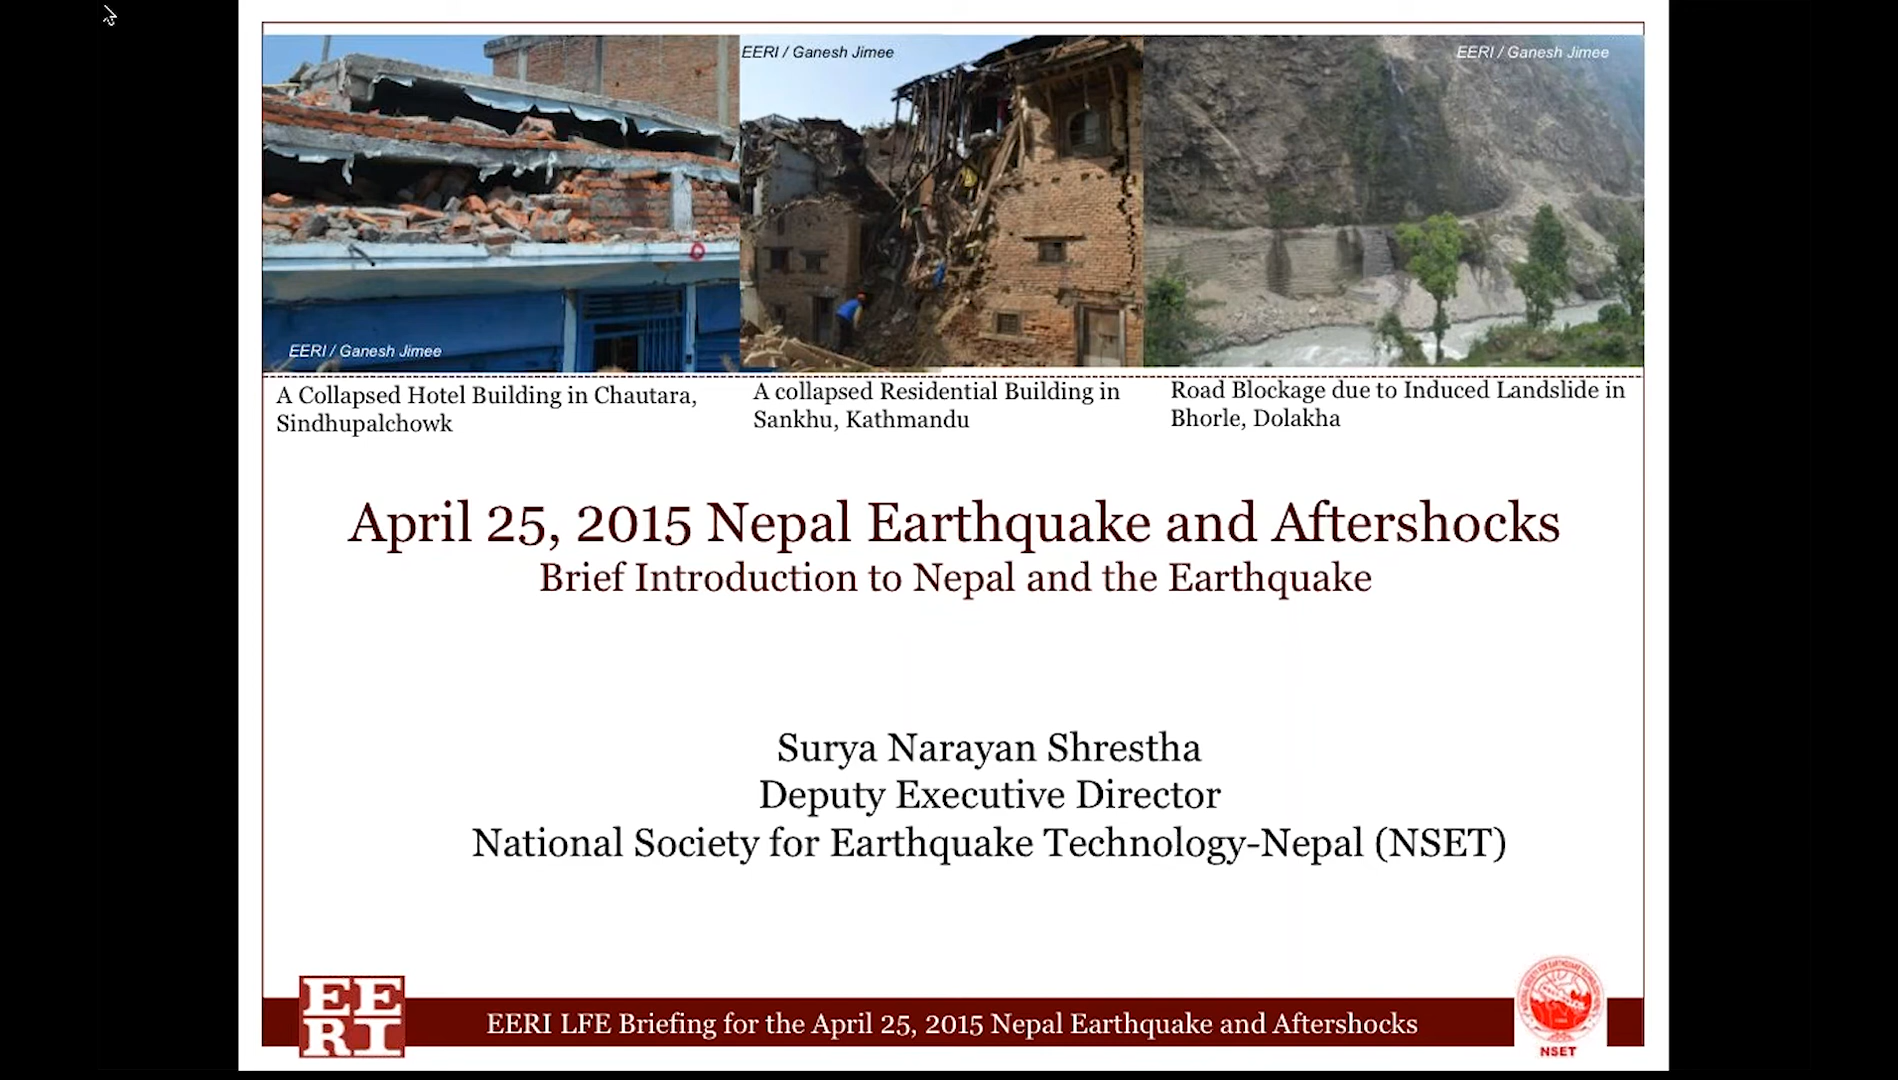 EERI / Ganesh Jimee
EERI / Ganesh Jimee
EERI / Ganesh Jimee
A Collapsed Hotel Building in Chautara,
Sindhupalchowk
A collapsed Residential Building in
Sankhu, Kathmandu
Road Blockage due to Induced Landslide in
Bhorle, Dolakha
April 25, 2015 Nepal Earthquake and Aftershocks
Brief Introduction to Nepal and the Earthquake
Surya Narayan Shrestha
Deputy Executive Director
National Society for Earthquake Technology-Nepal (NSET)
EE
RI
EERI LFE Briefing for the April 25, 2015 Nepal Earthquake and Aftershocks
NSET